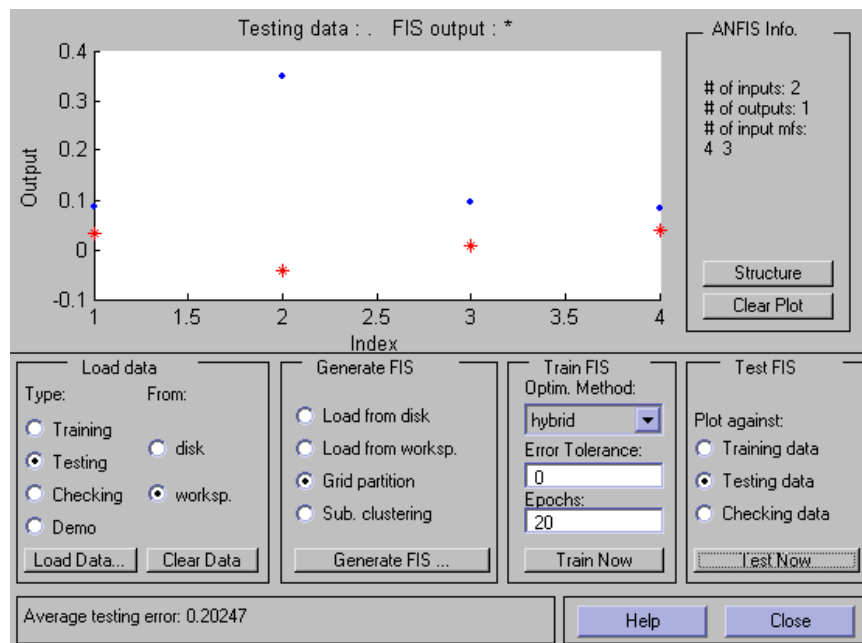 Testing data : .   FIS output : *
0.4
0.3
0.2
0.1
0
-0.1
Output
1
1.5
2
2.5
3
3.5
4
Index
ANFIS Info.
# of inputs: 2
# of outputs: 1
# of input mfs:
4  3
Structure
Clear Plot
Load data
Type:
From:
Training
Testing
Checking
Demo
disk
worksp.
Load Data...
Clear Data
Generate FIS
Load from disk
Load from worksp.
Grid partition
Sub. clustering
Generate FIS ...
Train FIS
Optim. Method:
hybrid
Error Tolerance:
0
Epochs:
20
Train Now
Test FIS
Plot against:
Training data
Testing data
Checking data
Test Now
Average testing error: 0.20247
Help
Close